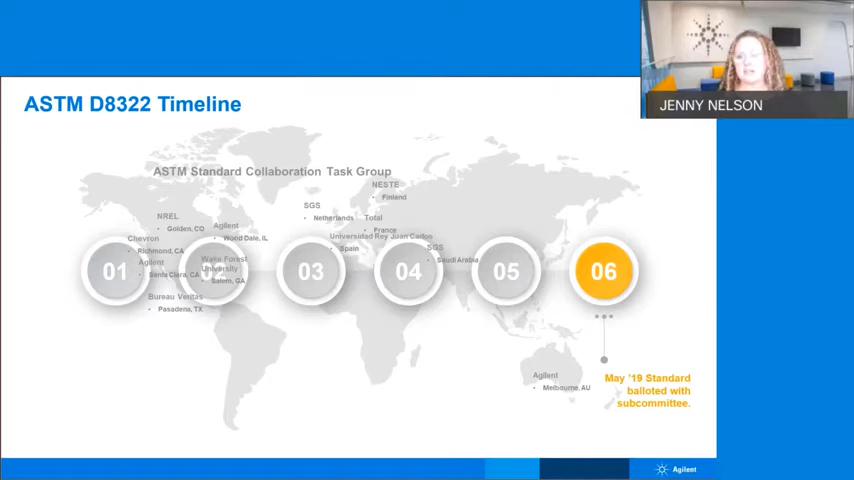 JENNY NELSON
ASTM D8322 Timeline
ASTM Standard Collaboration Task Group
NESTE
• Finland
SGS
• Netherlands
Total
• France
NREL
• Golden, CO
Agilent
• Wood Dale, IL
Universidad Rey Juan Carlos
• Spain
Chevron
• Richmond, CA
SGS
• Saudi Arabia
Agilent
• Santa Clara, CA
Wake Forest
University
• Salem, GA
Bureau Veritas
• Pasadena, TX
01
02
03
04
05
06
Agilent
• Melbourne, AU
May '19 Standard
balloted with
subcommittee.
Agilent